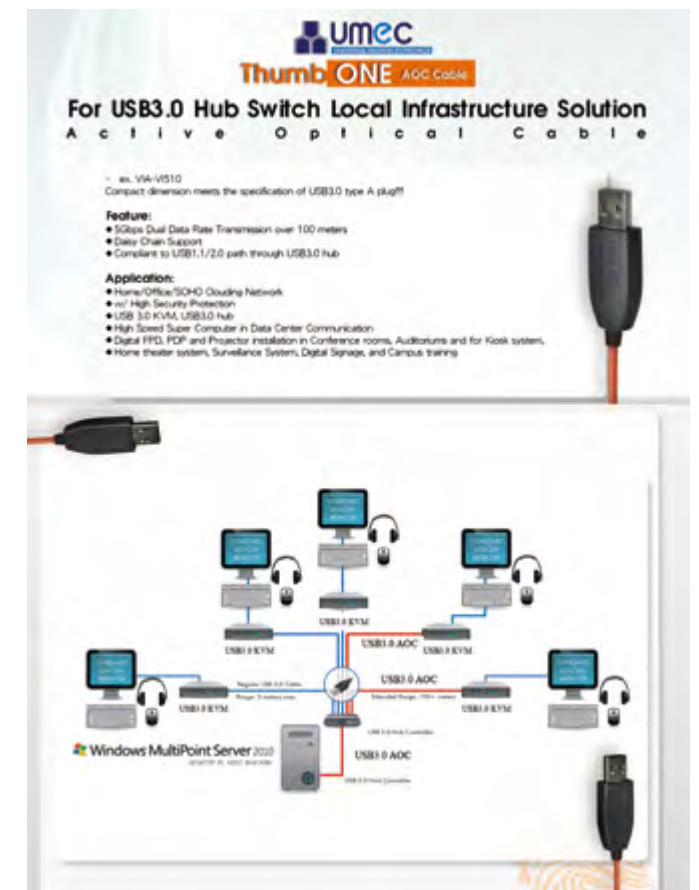 umec
Thumb ONE AOC Cable
For USB3.0 Hub Switch Local Infrastructure Solution
Active Optical Cable
- ex. VIA-V1510
Compact dimension meets the specification of USB3.0 type A plug!!!
Feature:
◆5Gbps Dual Data Rate Transmission over 100 meters
◆Daisy Chain Support
◆Compliant to USB1.1/2.0 path through USB3.0 hub
Application:
◆Home/Office/SOHO Clouding Network
◆w/ High Security Protection
◆USB 3.0 KVM, USB3.0 hub
◆High Speed Super Computer in Data Center Communication
◆Digital FPD, PDP and Projector installation in Conference rooms, Auditoriums and for Kiosk system,
◆Home theater system, Surveillance System, Digital Signage, and Campus training
USB3.0 KVM
USB3.0 KVM
USB3.0 AOC
USB3.0 KVM
USB3.0 KVM
USB3.0 AOC
USB3.0 KVM
Windows MultiPoint Server 2010
USB3.0 AOC